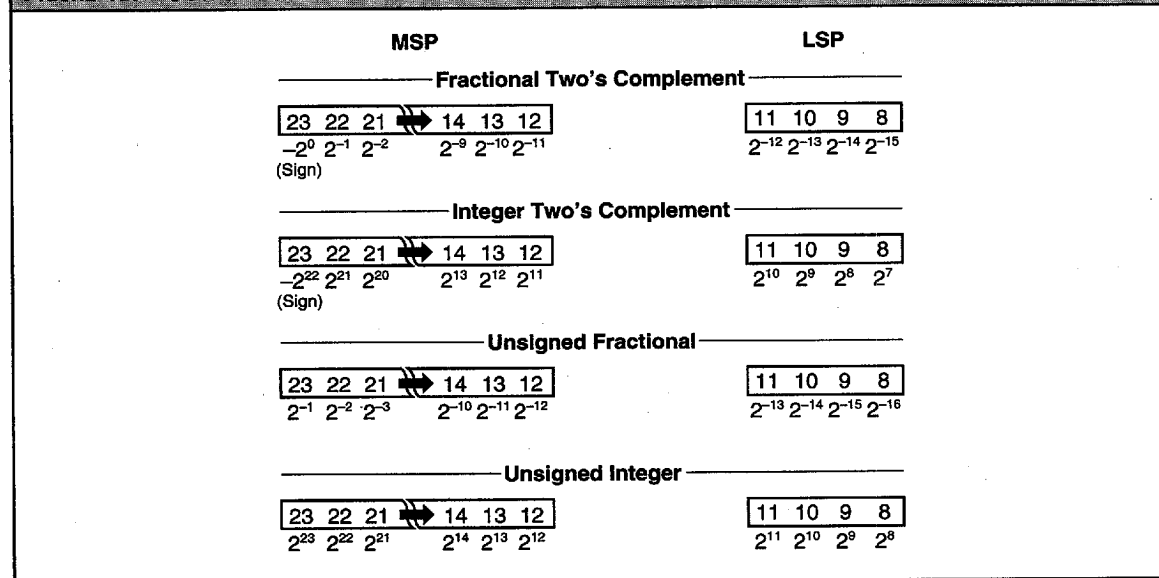 MSP LSP
Fractional Two's Complement
23 22 21 14 13 12 11 10 9 8
–2⁰ 2⁻¹ 2⁻² 2⁻⁹ 2⁻¹⁰ 2⁻¹¹ 2⁻¹² 2⁻¹³ 2⁻¹⁴ 2⁻¹⁵
(Sign)
Integer Two's Complement
23 22 21 14 13 12 11 10 9 8
–2²² 2²¹ 2²⁰ 2¹³ 2¹² 2¹¹ 2¹⁰ 2⁹ 2⁸ 2⁷
(Sign)
Unsigned Fractional
23 22 21 14 13 12 11 10 9 8
2⁻¹ 2⁻² 2⁻³ 2⁻¹⁰ 2⁻¹¹ 2⁻¹² 2⁻¹³ 2⁻¹⁴ 2⁻¹⁵ 2⁻¹⁶
Unsigned Integer
23 22 21 14 13 12 11 10 9 8
2²³ 2²² 2²¹ 2¹⁴ 2¹³ 2¹² 2¹¹ 2¹⁰ 2⁹ 2⁸